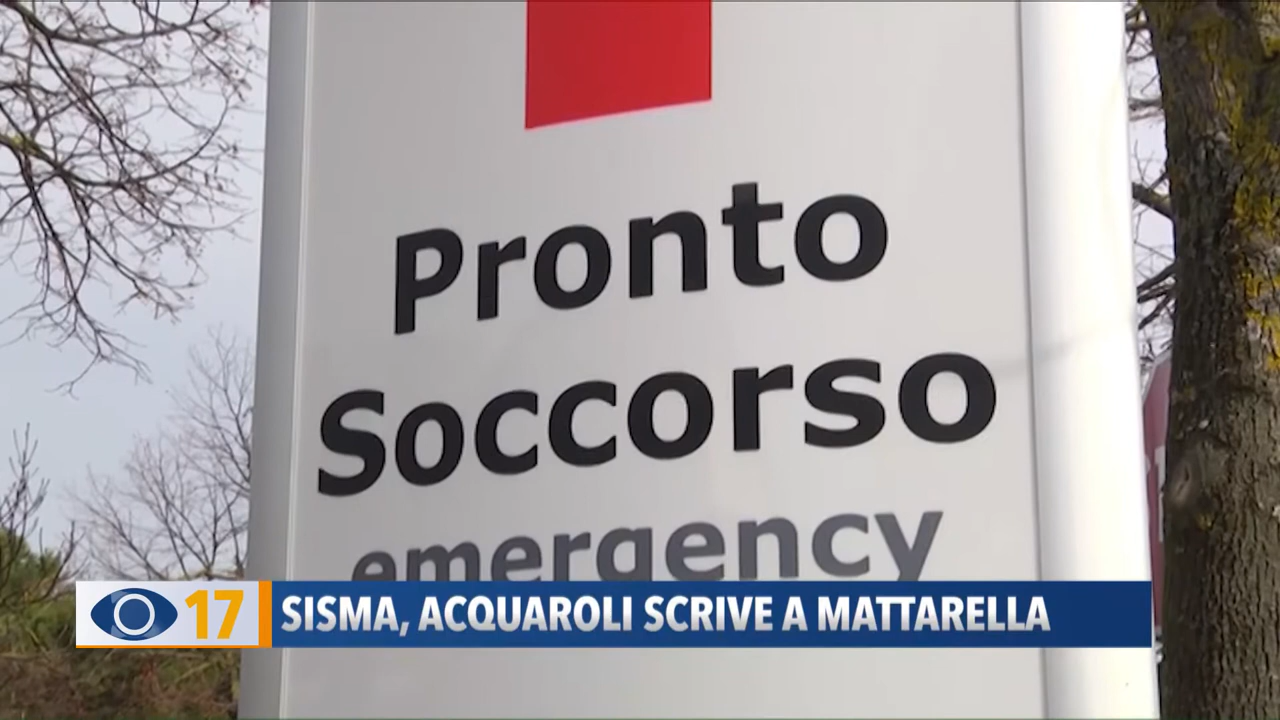 Pronto
Soccorso
emergency
17 SISMA, ACQUAROLI SCRIVE A MATTARELLA